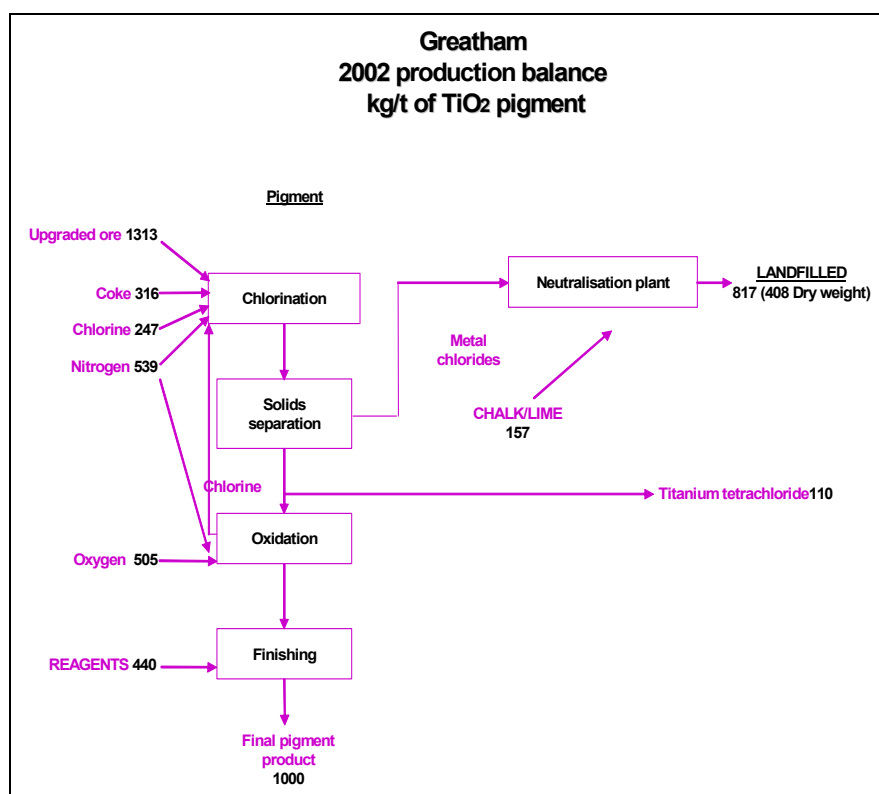 Greatham
2002 production balance
kg/t of TiO2 pigment
Pigment
Upgraded ore 1313
Coke 316
Chlorine 247
Nitrogen 539
Chlorination
Neutralisation plant
LANDFILLED
817 (408 Dry weight)
Metal
chlorides
Solids
separation
CHALK/LIME
157
Chlorine
Titanium tetrachloride110
Oxidation
Oxygen 505
Finishing
REAGENTS 440
Final pigment
product
1000